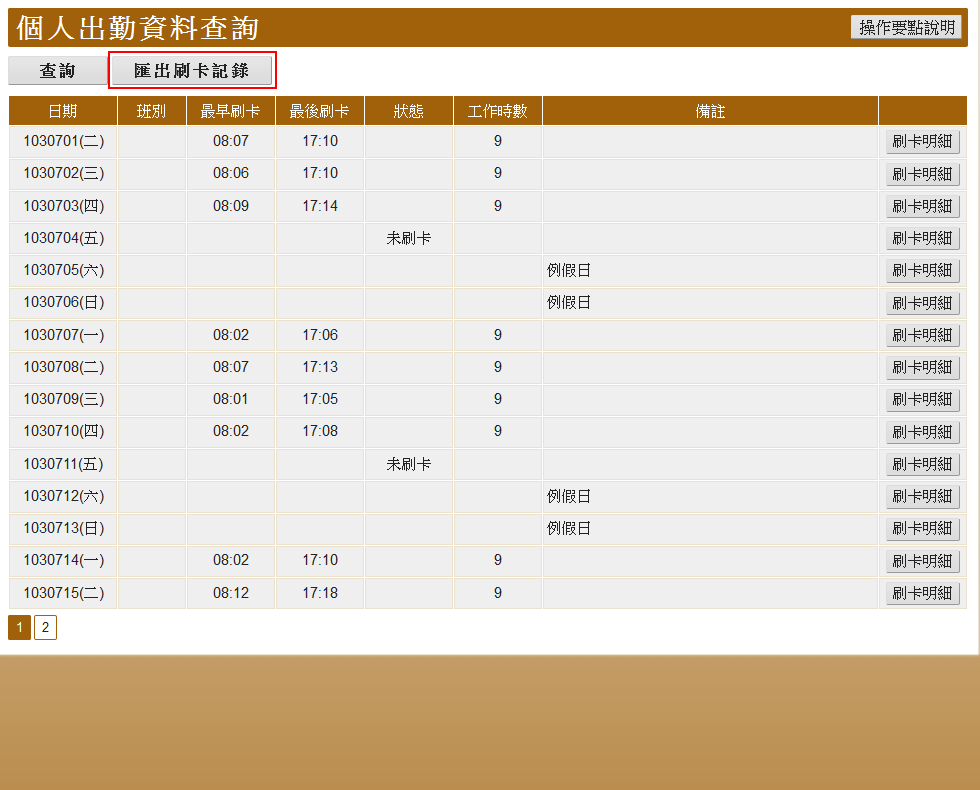 個人出勤資料查詢 操作要點說明
查詢 匯出刷卡記錄
日期 班別 最早刷卡 最後刷卡 狀態 工作時數 備註
1030701(二) 08:07 17:10 9 刷卡明細
1030702(三) 08:06 17:10 9 刷卡明細
1030703(四) 08:09 17:14 9 刷卡明細
1030704(五) 未刷卡 刷卡明細
1030705(六) 例假日 刷卡明細
1030706(日) 例假日 刷卡明細
1030707(一) 08:02 17:06 9 刷卡明細
1030708(二) 08:07 17:13 9 刷卡明細
1030709(三) 08:01 17:05 9 刷卡明細
1030710(四) 08:02 17:08 9 刷卡明細
1030711(五) 未刷卡 刷卡明細
1030712(六) 例假日 刷卡明細
1030713(日) 例假日 刷卡明細
1030714(一) 08:02 17:10 9 刷卡明細
1030715(二) 08:12 17:18 9 刷卡明細
1 2